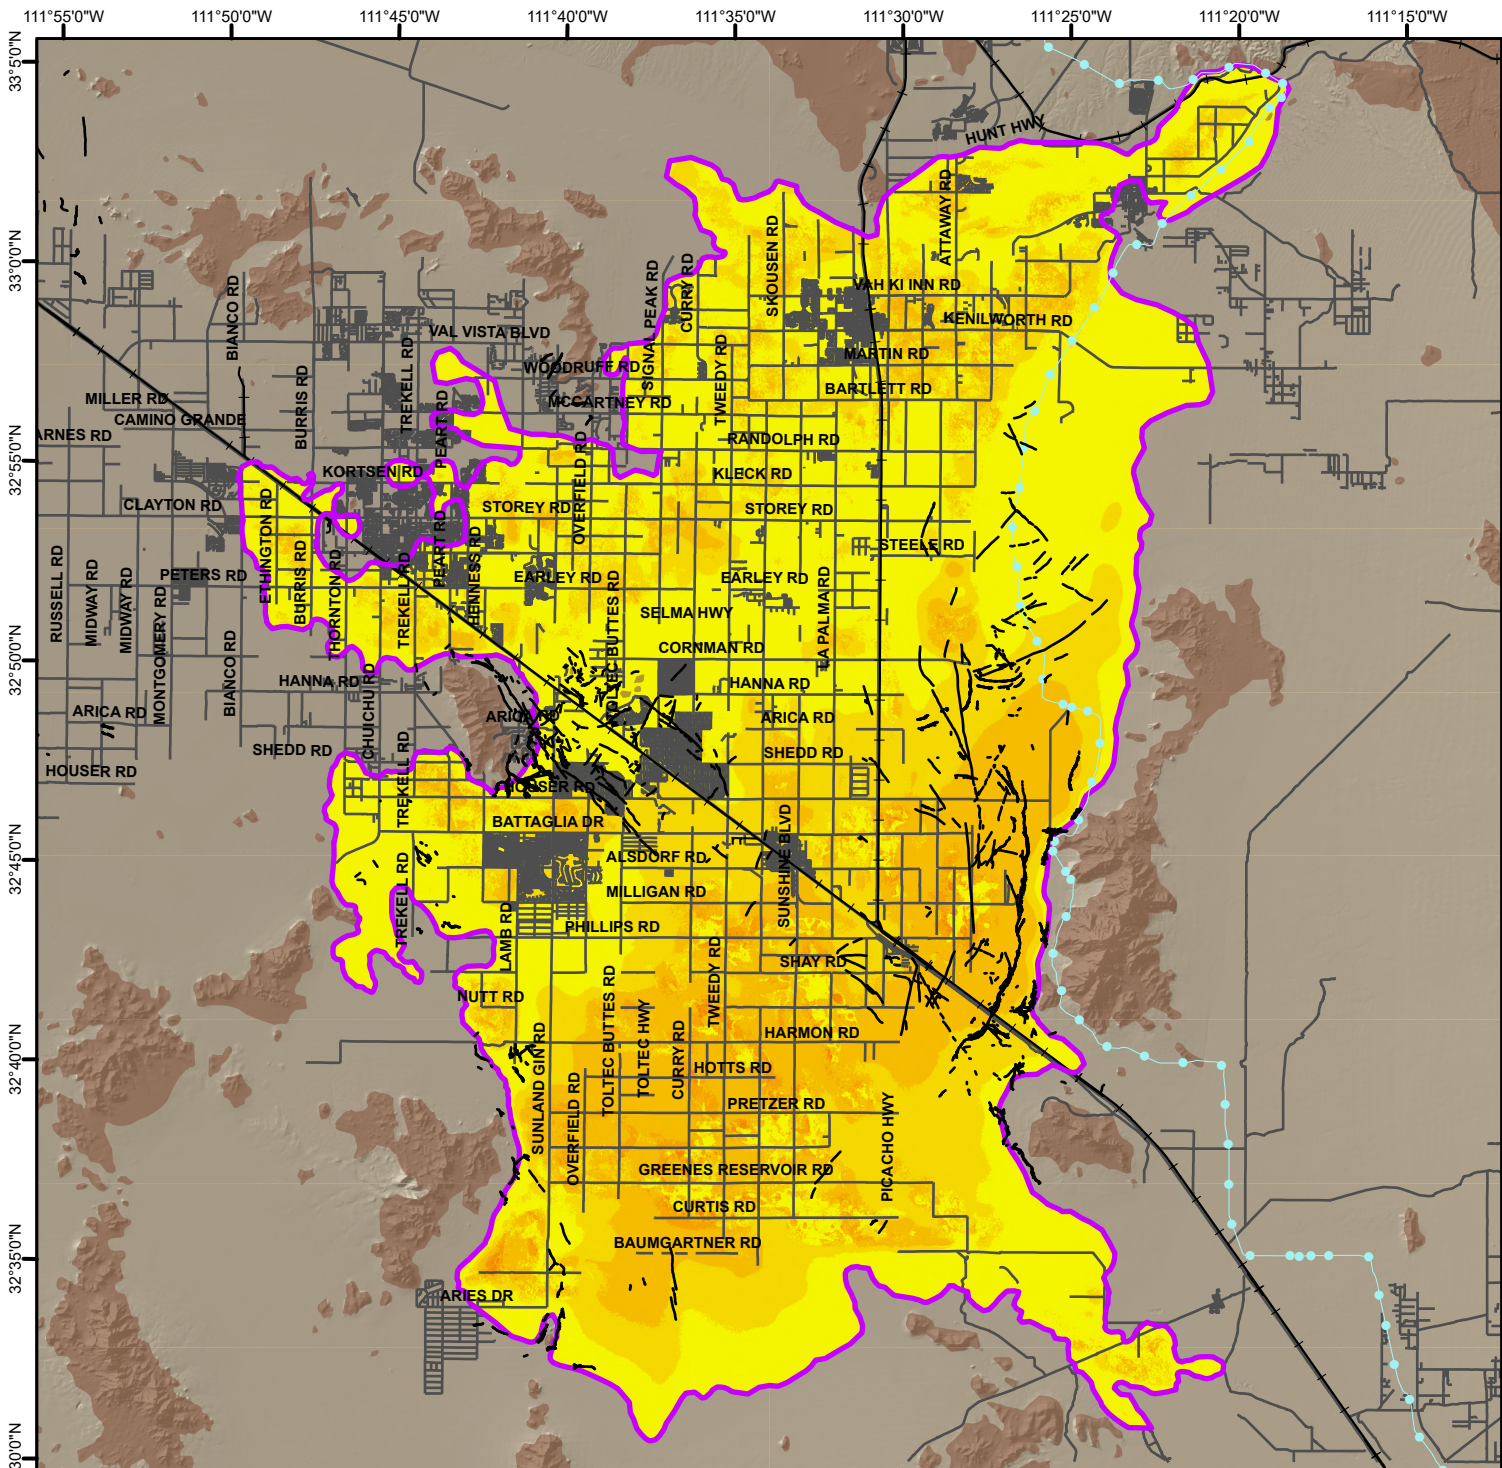 111°55'0"W
111°50'0"W
111°45'0"W
111°40'0"W
111°35'0"W
111°30'0"W
111°25'0"W
111°20'0"W
111°15'0"W
33°5'0"N
33°0'0"N
32°55'0"N
32°50'0"N
32°45'0"N
32°40'0"N
32°35'0"N
30'0"N
HUNT HWY
ATTAWAY RD
SKOUSEN RD
SIGNAL PEAK RD
CURRY RD
VAH KI INN RD
KENILWORTH RD
BIANCO RD
VAL VISTA BLVD
WOODRUFF RD
MARTIN RD
TWEEDY RD
BARTLETT RD
MILLER RD
BURRIS RD
TREKELL RD
PEART RD
MCCARTNEY RD
CAMINO GRANDE
ARNES RD
RANDOLPH RD
KORTSEN RD
KLECK RD
OVERFIELD RD
CLAYTON RD
STOREY RD
STOREY RD
ETHINGTON RD
PEART RD
HENNESS RD
STEELE RD
RUSSELL RD
MIDWAY RD
MIDWAY RD
MONTGOMERY RD
PETERS RD
BURRIS RD
THORNTON RD
TREKELL RD
EARLEY RD
EARLEY RD
TOLTEC BUTTES RD
SELMA HWY
LA PALMA RD
CORNMAN RD
BIANCO RD
HANNA RD
CHUICHU RD
HANNA RD
ARICA RD
ARICA RD
ARICA RD
SHEDD RD
SHEDD RD
HOUSER RD
TREKELL RD
HOUSER RD
BATTAGLIA DR
SUNSHINE BLVD
ALSDORF RD
TREKELL RD
MILLIGAN RD
LAMB RD
PHILLIPS RD
SHAY RD
TWEEDY RD
NUTT RD
TOLTEC BUTTES RD
TOLTEC HWY
HARMON RD
SUNLAND GIN RD
CURRY RD
HOTTS RD
OVERFIELD RD
PRETZER RD
PICACHO HWY
GREENES RESERVOIR RD
CURTIS RD
BAUMGARTNER RD
ARIES DR